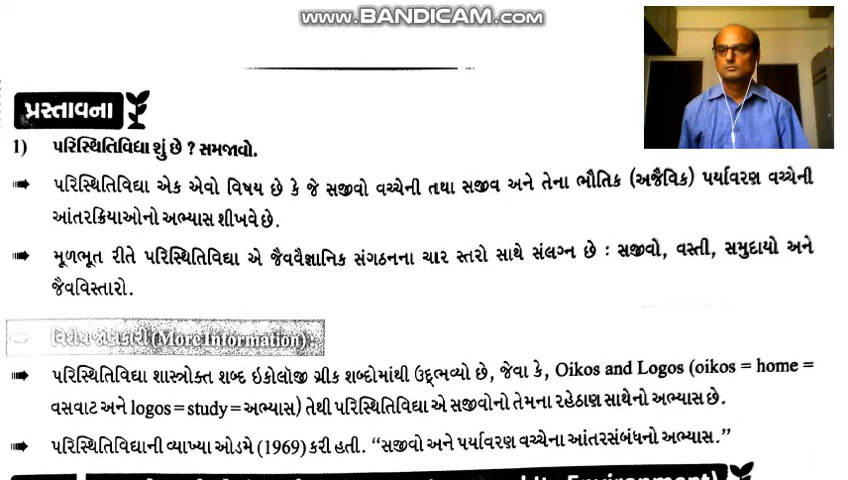 www.BANDICAM.com
પ્રસ્તાવના
1) પરિસ્થિતિવિદ્યા શું છે ? સમજાવો.
➠ પરિસ્થિતિવિદ્યા એક એવો વિષય છે કે જે સજીવો વચ્ચેની તથા સજીવ અને તેના ભૌતિક (અજૈવિક) પર્યાવરણ વચ્ચેની
આંતરક્રિયાઓનો અભ્યાસ શીખવે છે.
➠ મૂળભૂત રીતે પરિસ્થિતિવિદ્યા એ જૈવવૈજ્ઞાનિક સંગઠનના ચાર સ્તરો સાથે સંલગ્ન છે : સજીવો, વસ્તી, સમુદાયો અને
જૈવવિસ્તારો.
વિશેષ જાણકારી (More Information)
➠ પરિસ્થિતિવિદ્યા શાસ્ત્રોક્ત શબ્દ ઇકોલોજી ગ્રીક શબ્દોમાંથી ઉદ્ભવ્યો છે, જેવા કે, Oikos and Logos (oikos = home =
વસવાટ અને logos = study = અભ્યાસ) તેથી પરિસ્થિતિવિદ્યા એ સજીવોનો તેમના રહેઠાણ સાથેનો અભ્યાસ છે.
➠ પરિસ્થિતિવિદ્યાની વ્યાખ્યા ઓડમે (1969) કરી હતી. “સજીવો અને પર્યાવરણ વચ્ચેના આંતરસંબંધનો અભ્યાસ.”
Environment)